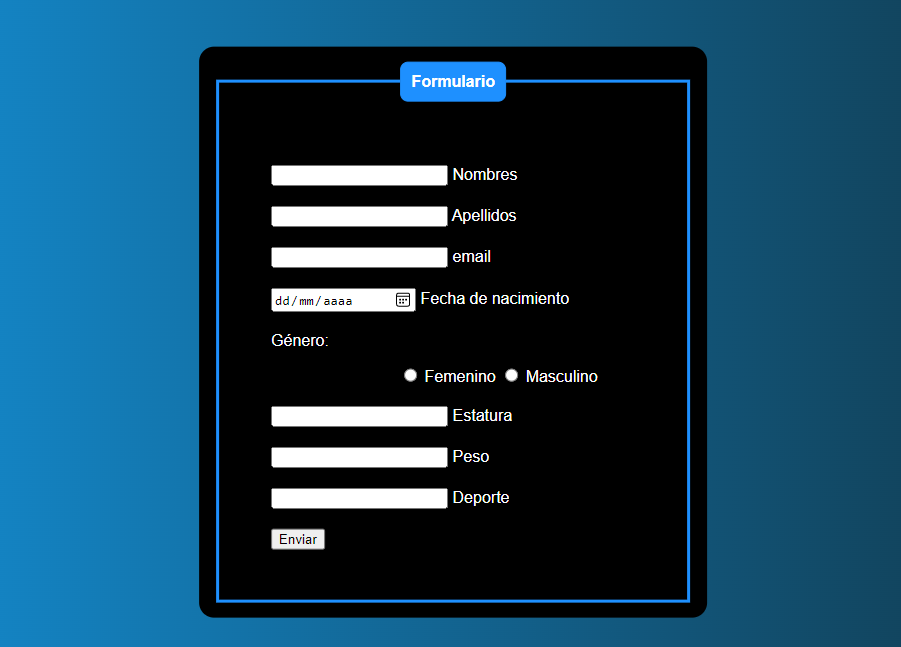 Formulario
Nombres
Apellidos
email
dd/mm/aaaa Fecha de nacimiento
Género:
Femenino Masculino
Estatura
Peso
Deporte
Enviar